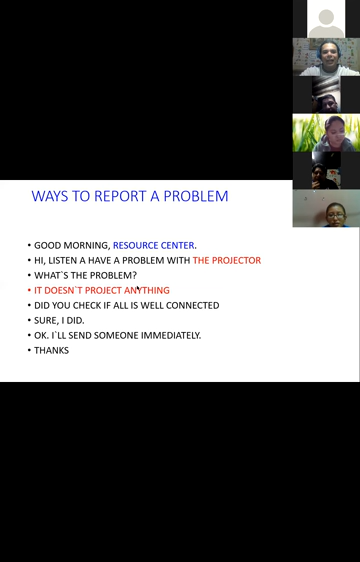 WAYS TO REPORT A PROBLEM
• GOOD MORNING, RESOURCE CENTER.
• HI, LISTEN A HAVE A PROBLEM WITH THE PROJECTOR
• WHAT`S THE PROBLEM?
• IT DOESN`T PROJECT ANYTHING
• DID YOU CHECK IF ALL IS WELL CONNECTED
• SURE, I DID.
• OK. I`LL SEND SOMEONE IMMEDIATELY.
• THANKS